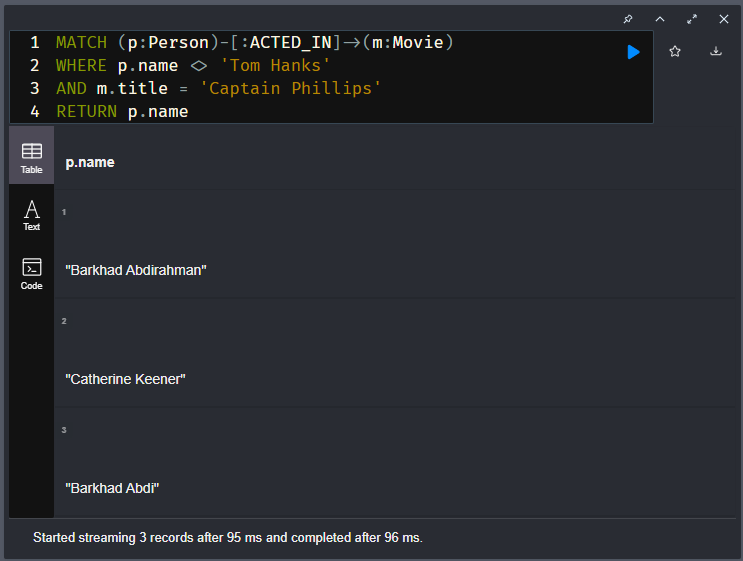 1 MATCH (p:Person)-[:ACTED_IN]->(m:Movie)
2 WHERE p.name <> 'Tom Hanks'
3 AND m.title = 'Captain Phillips'
4 RETURN p.name
Table
p.name
1
Text
"Barkhad Abdirahman"
Code
2
"Catherine Keener"
3
"Barkhad Abdi"
Started streaming 3 records after 95 ms and completed after 96 ms.